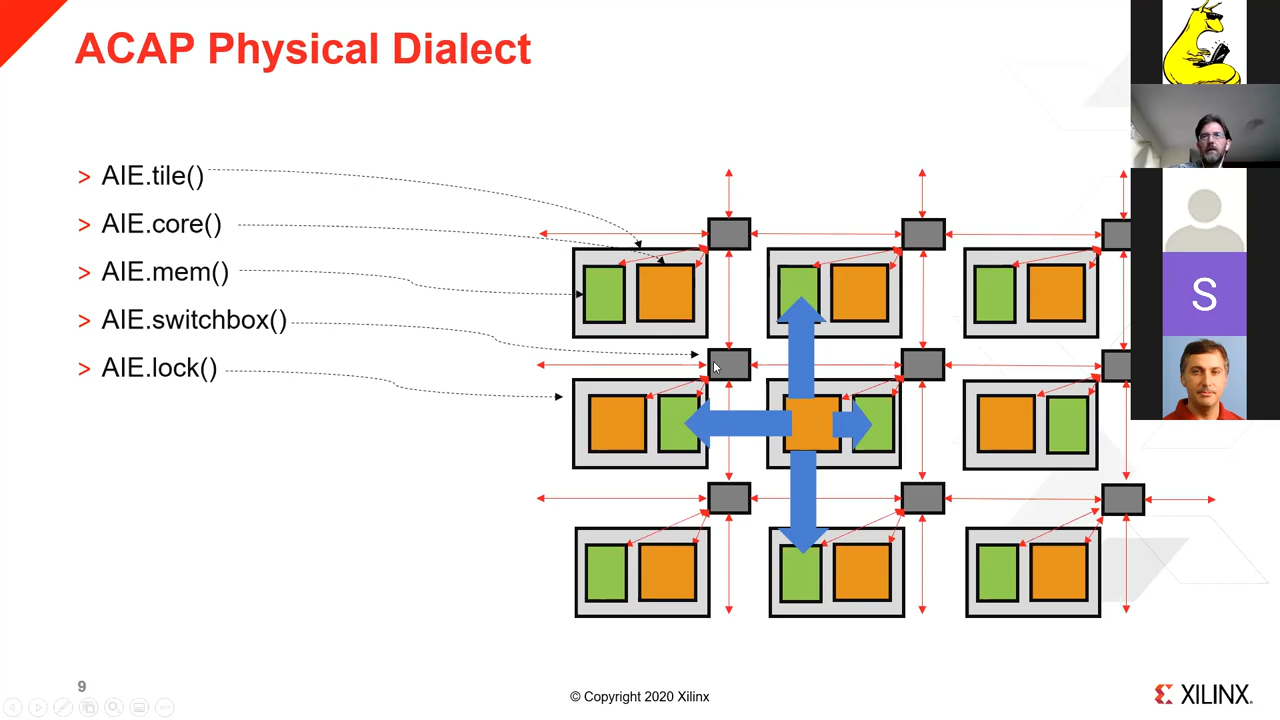 ACAP Physical Dialect
> AIE.tile()
> AIE.core()
> AIE.mem()
> AIE.switchbox()
> AIE.lock()
S
9
© Copyright 2020 Xilinx
XILINX.